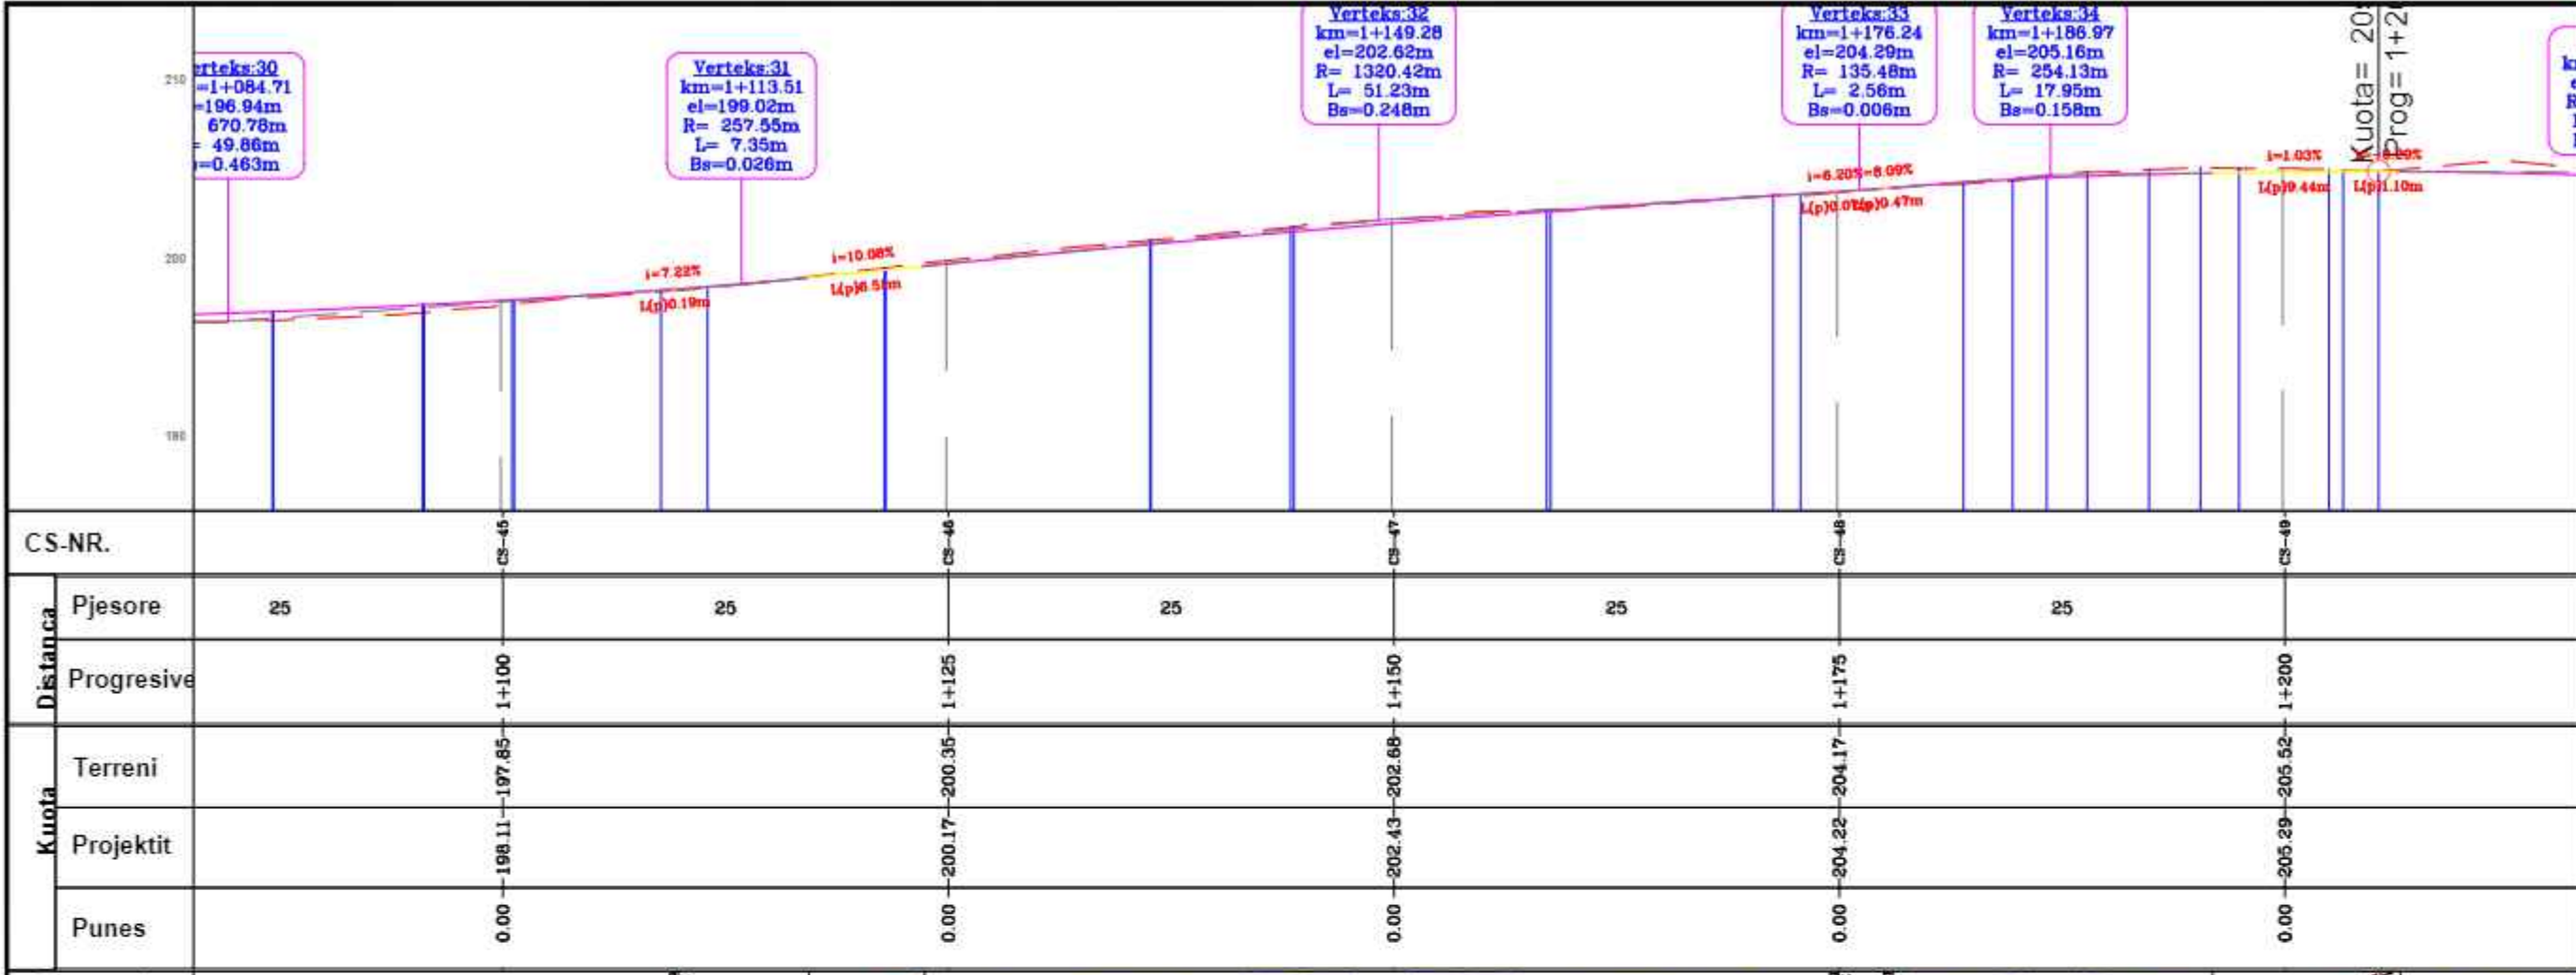 Verteks:32
km=1+149.28
el=202.62m
R= 1320.42m
L= 51.23m
Bs=0.248m
Verteks:33
km=1+176.24
el=204.29m
R= 135.48m
L= 2.56m
Bs=0.006m
Verteks:34
km=1+186.97
el=205.16m
R= 254.13m
L= 17.95m
Bs=0.158m
Kuota= 20
Prog= 1+2
erteks:30
=1+084.71
=196.94m
670.78m
= 49.86m
=0.463m
Verteks:31
km=1+113.51
el=199.02m
R= 257.55m
L= 7.35m
Bs=0.026m
210
200
190
i=7.22%
L(p)0.19m
i=10.08%
L(p)6.51m
i=6.20%
=8.09%
0.47m
i=1.03%
L(p)9.44m
L(p)1.10m
CS-NR.
CS-45
CS-46
CS-47
CS-48
CS-49
Distanca
Pjesore
25
25
25
25
25
Progresive
1+100
1+125
1+150
1+175
1+200
Kuota
Terreni
197.85
200.35
202.68
204.17
205.52
Projektit
198.11
200.17
202.43
204.22
205.29
Punes
0.00
0.00
0.00
0.00
0.00